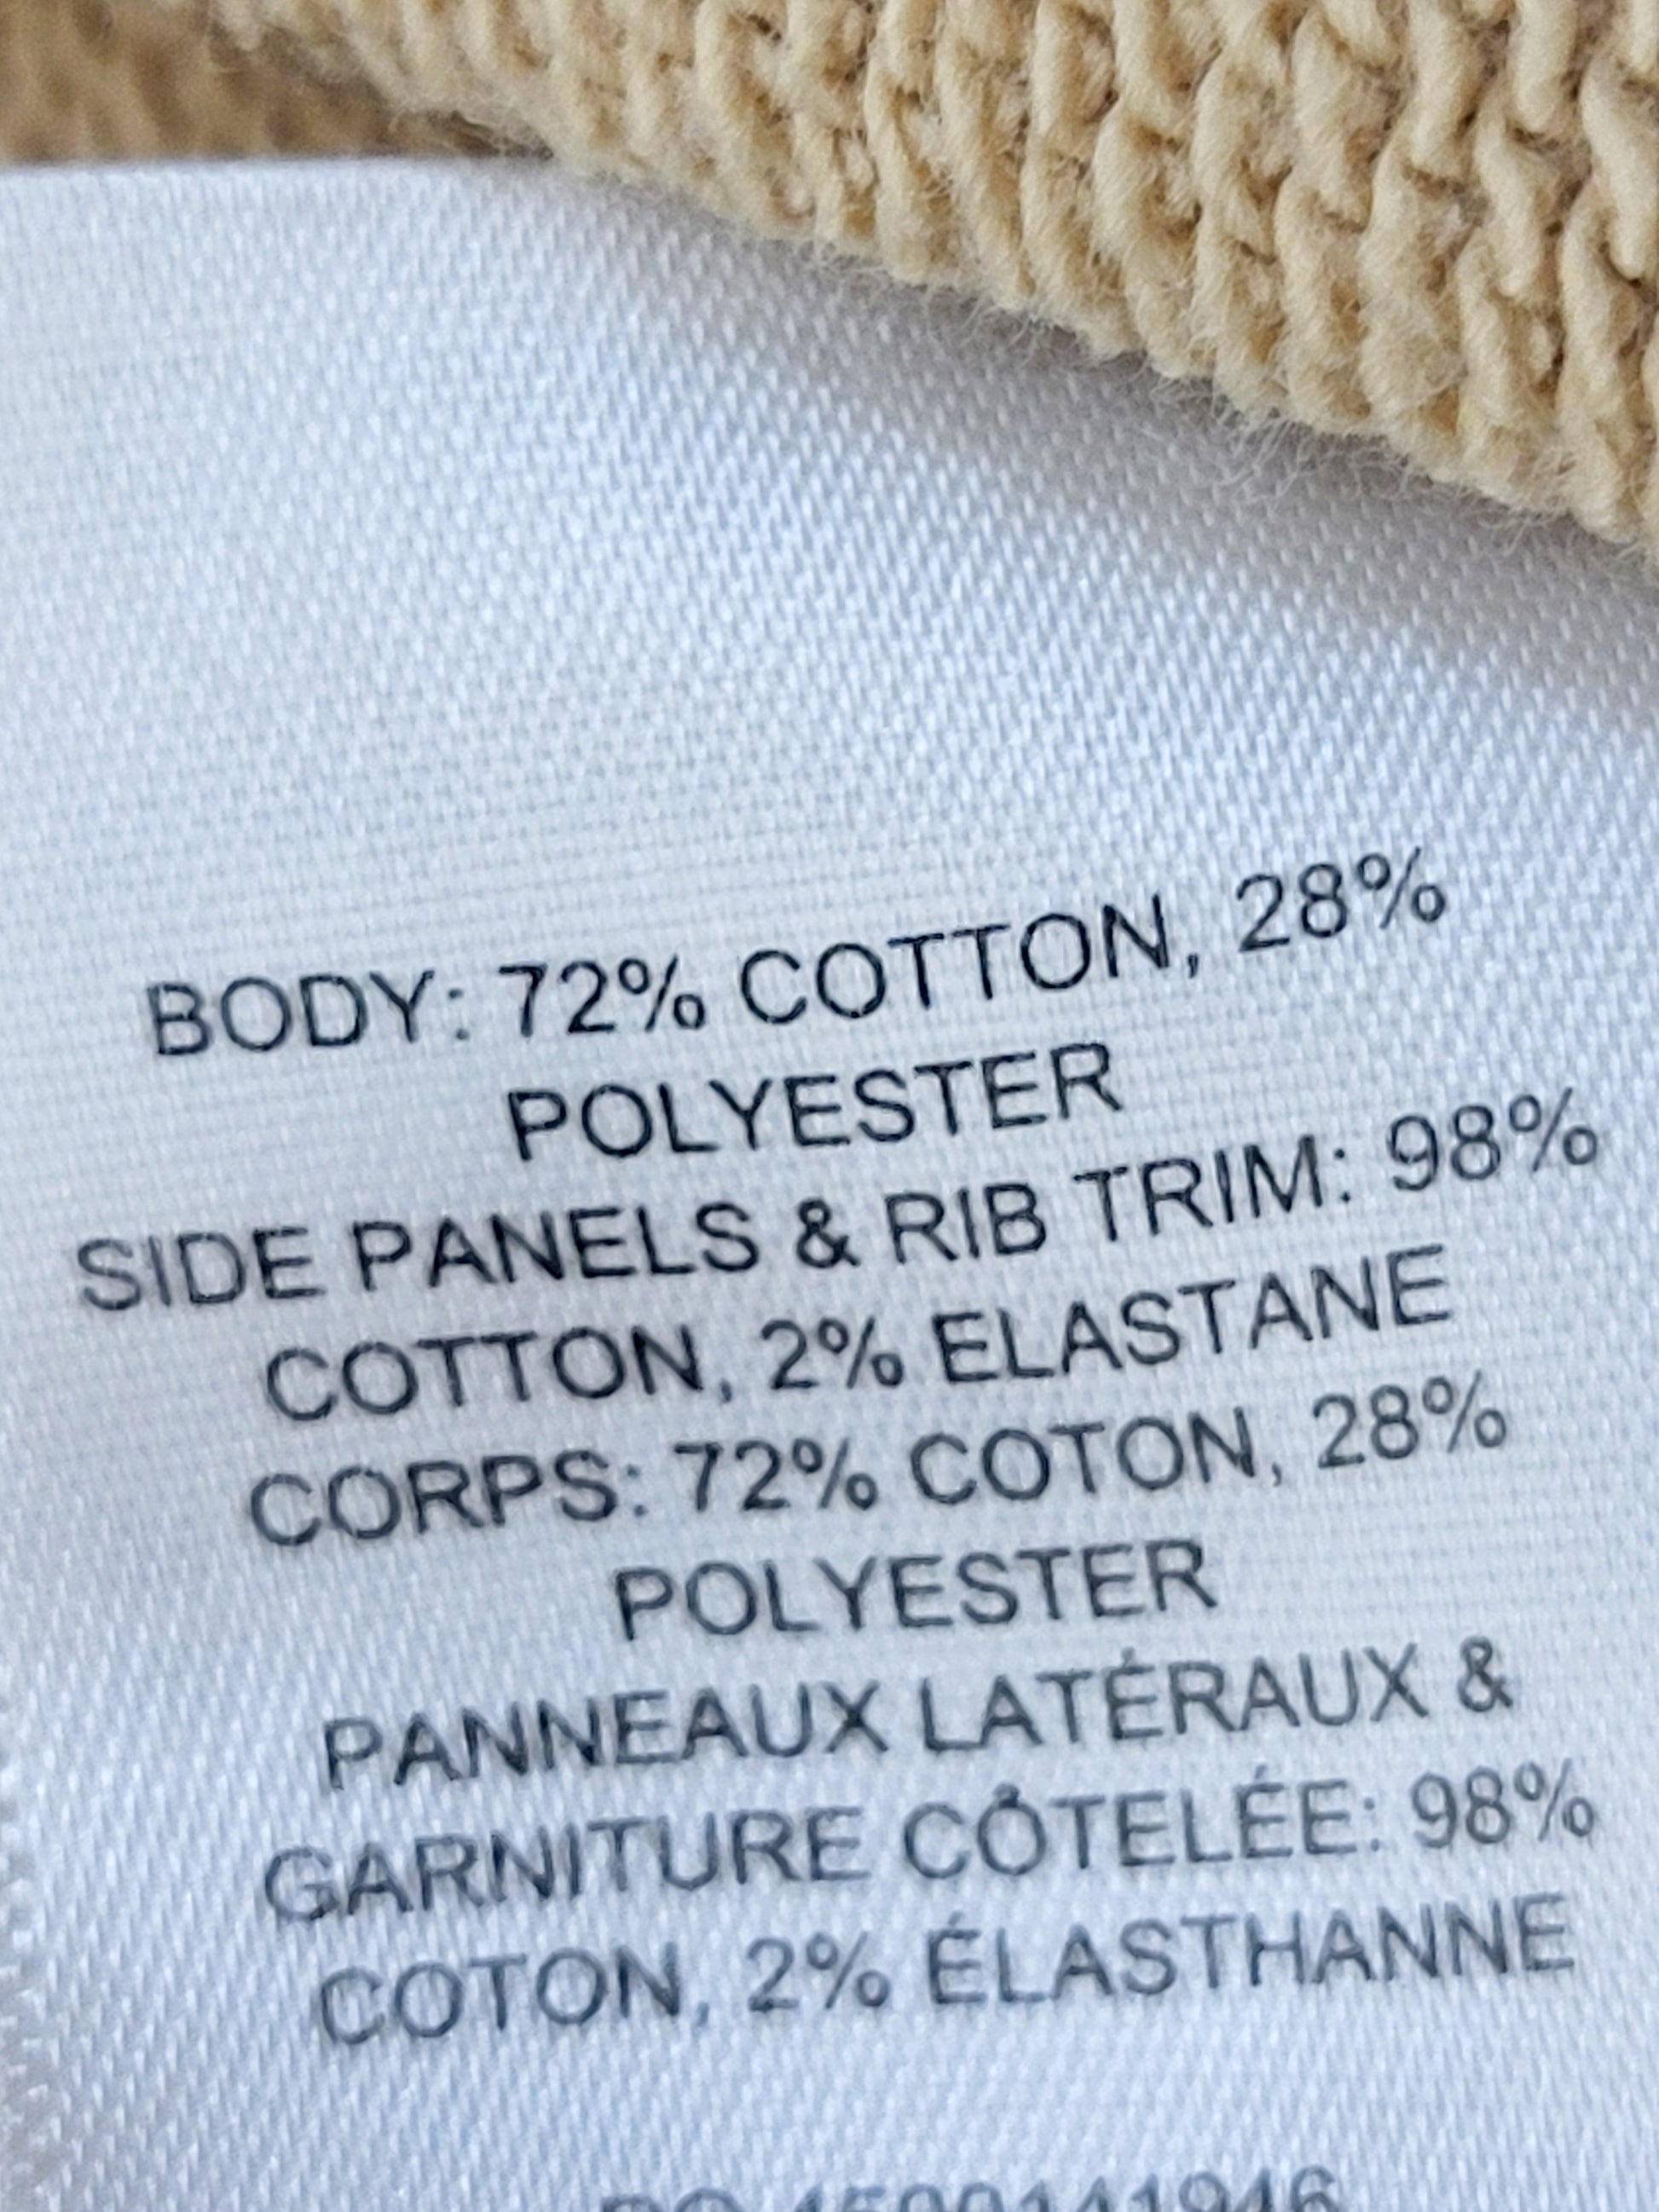 BODY: 72% COTTON, 28%
POLYESTER
SIDE PANELS & RIB TRIM: 98%
COTTON, 2% ELASTANE
CORPS: 72% COTON, 28%
POLYESTER
PANNEAUX LATÉRAUX &
GARNITURE CÔTELÉE: 98%
COTON, 2% ÉLASTHANNE